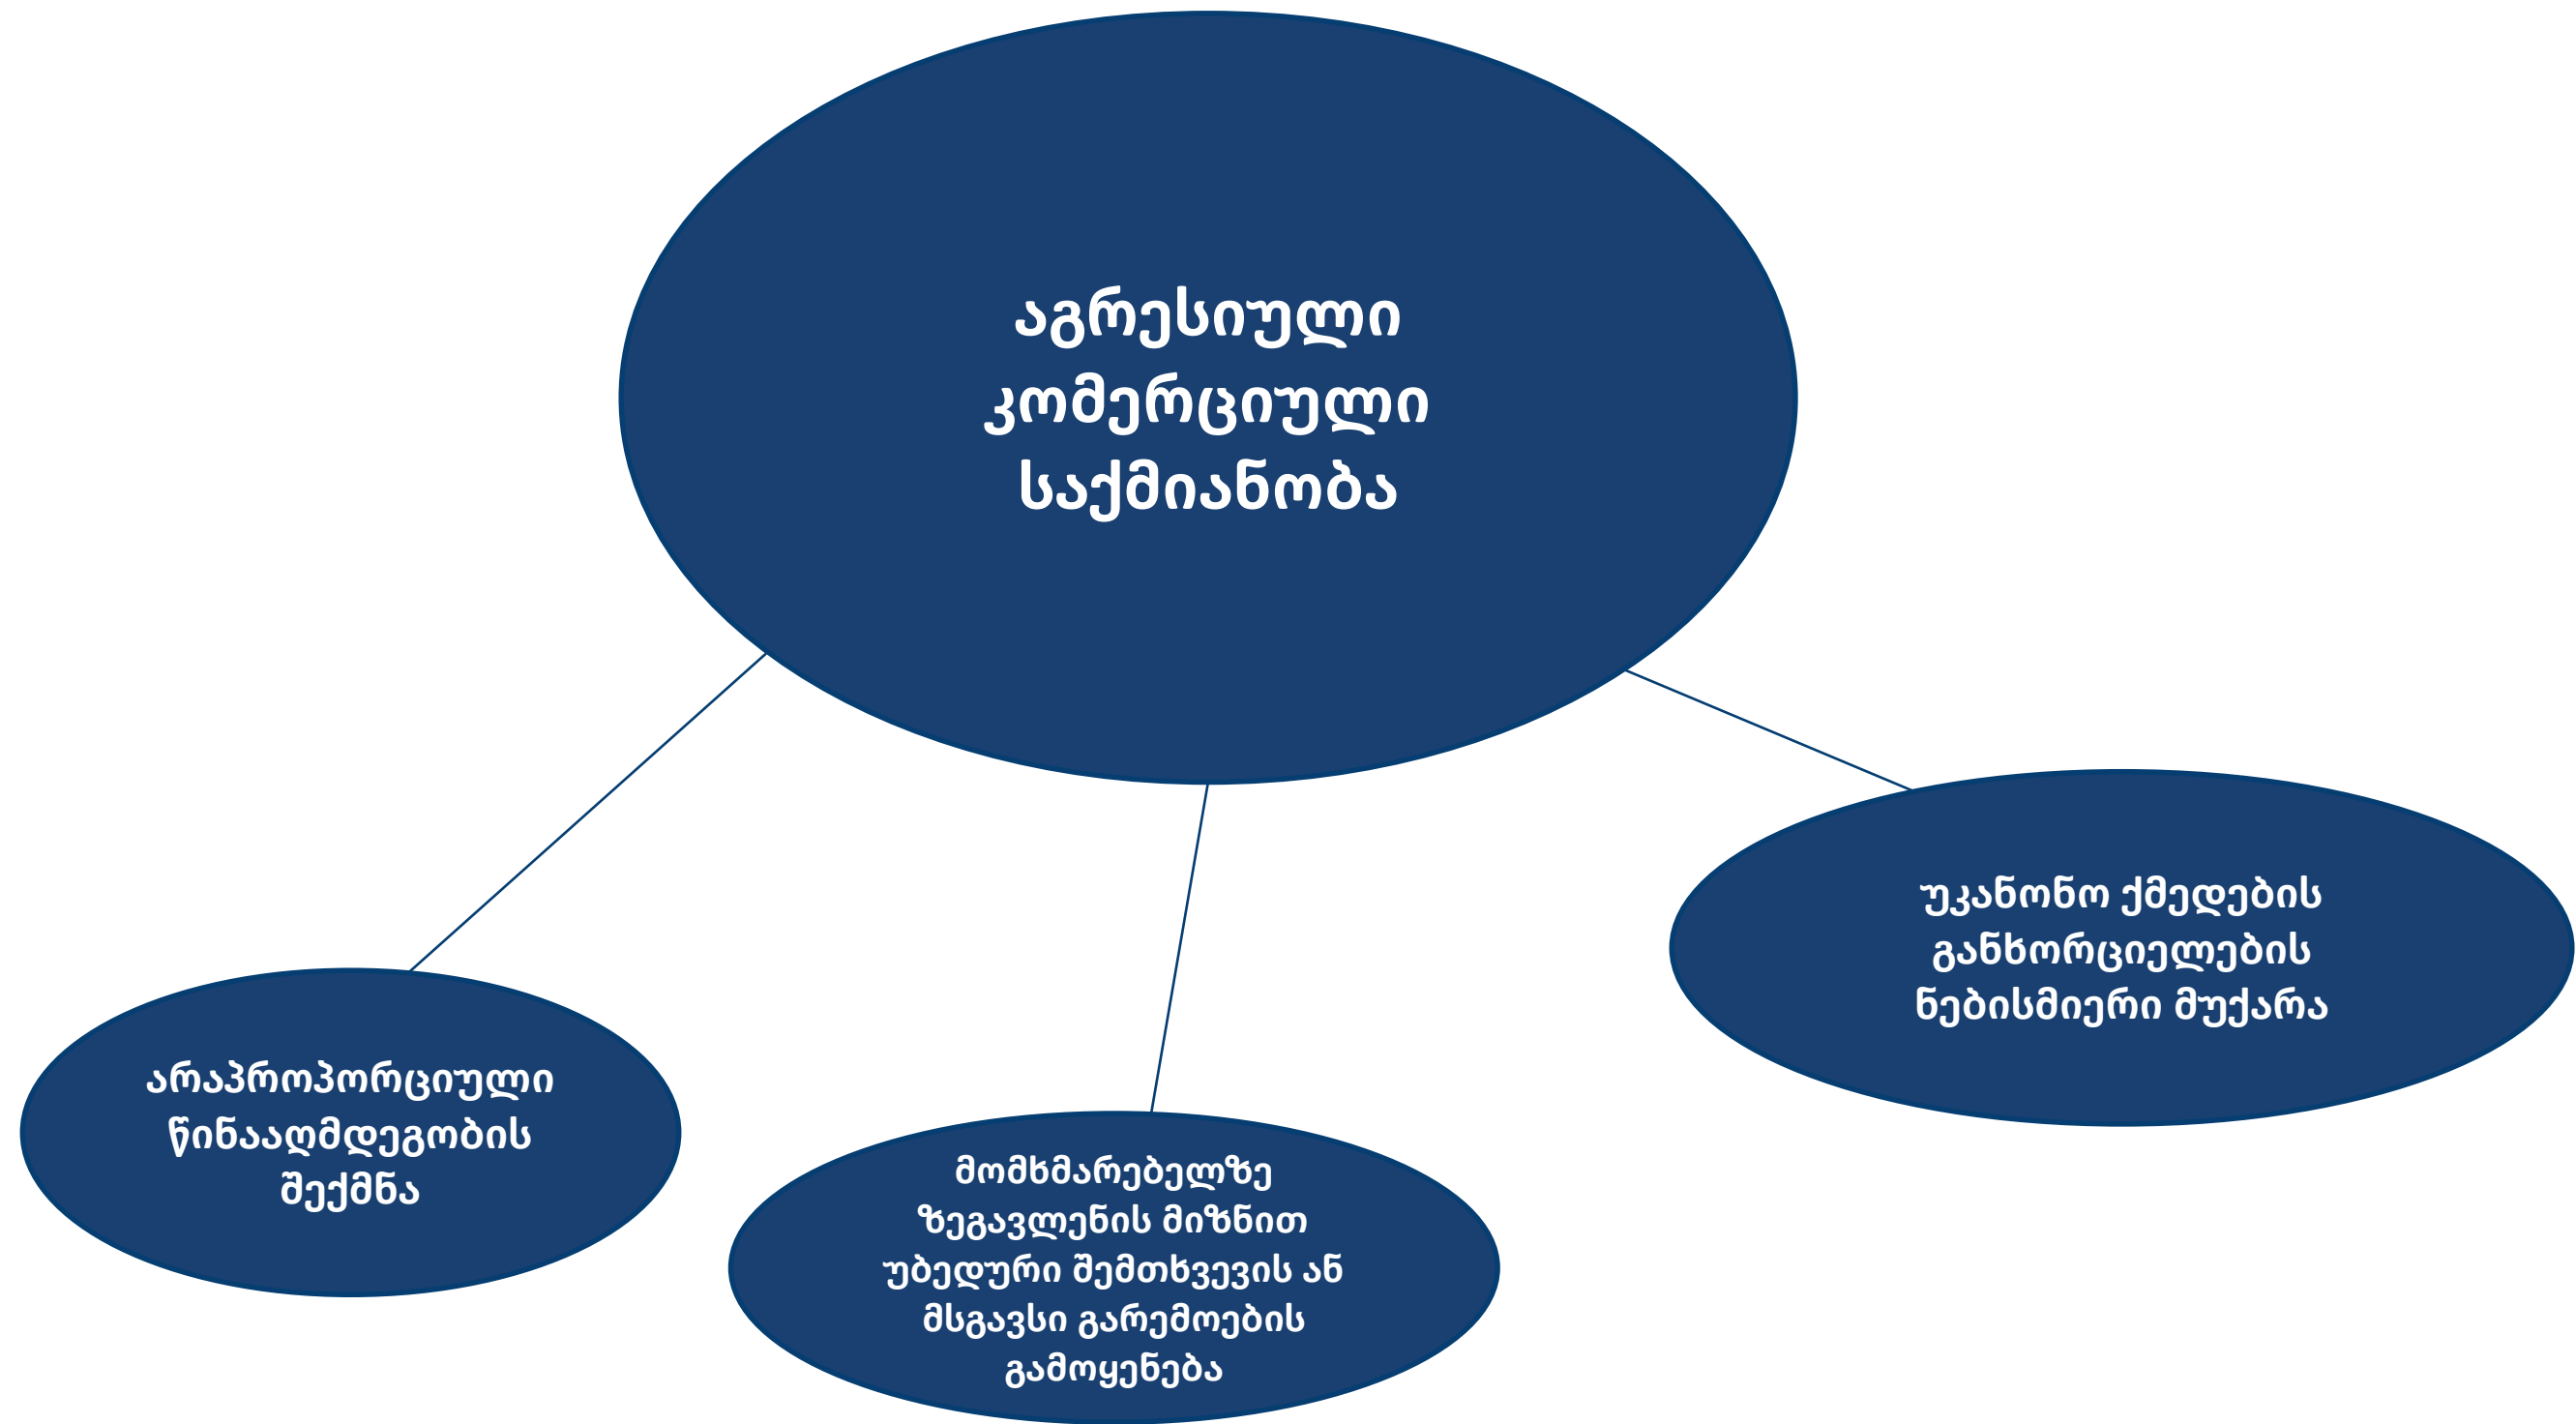 აგრესიული
კომერციული
საქმიანობა
უკანონო ქმედების
განხორციელების
ნებისმიერი მუქარა
არაპროპორციული
წინააღმდეგობის
შექმნა
მომხმარებელზე
ზეგავლენის მიზნით
უბედური შემთხვევის ან
მსგავსი გარემოების
გამოყენება